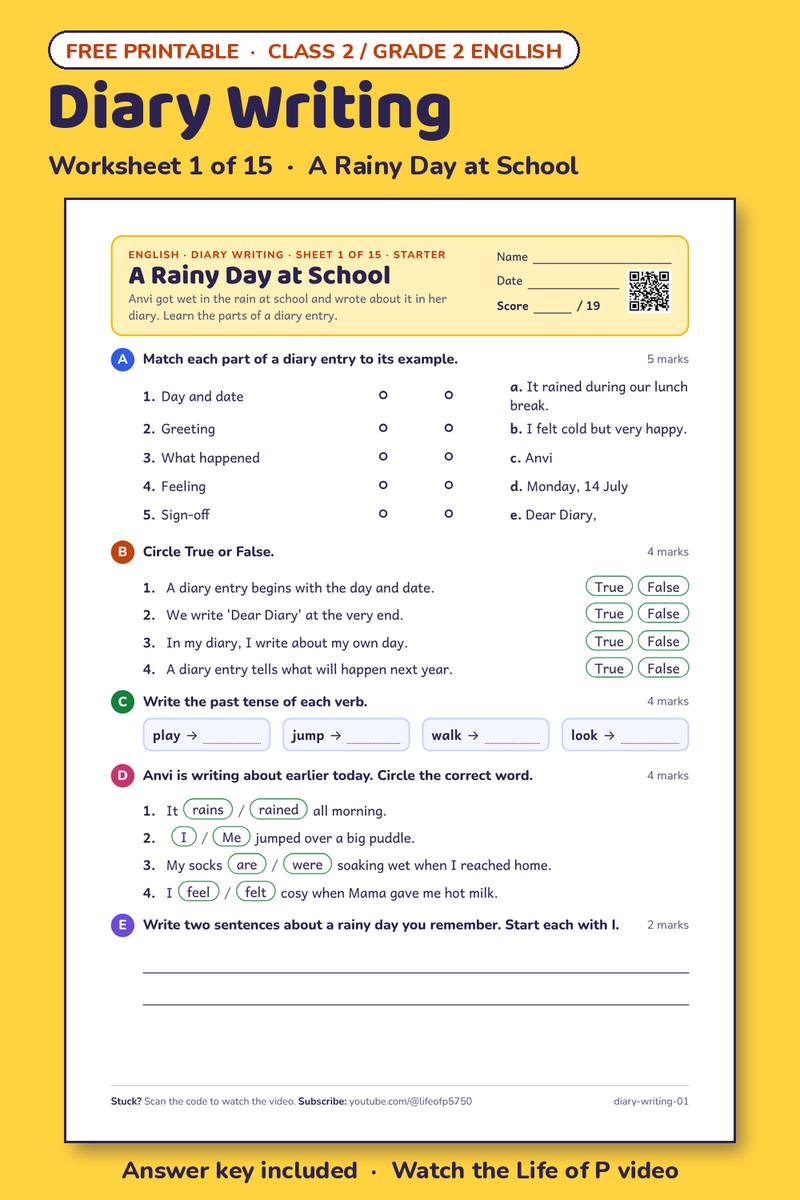 FREE PRINTABLE · CLASS 2 / GRADE 2 ENGLISH
Diary Writing
Worksheet 1 of 15 · A Rainy Day at School
ENGLISH · DIARY WRITING · SHEET 1 OF 15 · STARTER
A Rainy Day at School
Anvi got wet in the rain at school and wrote about it in her
diary. Learn the parts of a diary entry.
Name
Date
Score / 19
A Match each part of a diary entry to its example. 5 marks
1. Day and date a. It rained during our lunch
break.
2. Greeting b. I felt cold but very happy.
3. What happened c. Anvi
4. Feeling d. Monday, 14 July
5. Sign-off e. Dear Diary,
B Circle True or False. 4 marks
1. A diary entry begins with the day and date. True False
2. We write 'Dear Diary' at the very end. True False
3. In my diary, I write about my own day. True False
4. A diary entry tells what will happen next year. True False
C Write the past tense of each verb. 4 marks
play → jump → walk → look →
D Anvi is writing about earlier today. Circle the correct word. 4 marks
1. It rains / rained all morning.
2. I / Me jumped over a big puddle.
3. My socks are / were soaking wet when I reached home.
4. I feel / felt cosy when Mama gave me hot milk.
E Write two sentences about a rainy day you remember. Start each with I. 2 marks
Stuck? Scan the code to watch the video. Subscribe: youtube.com/@lifeofp5750 diary-writing-01
Answer key included · Watch the Life of P video